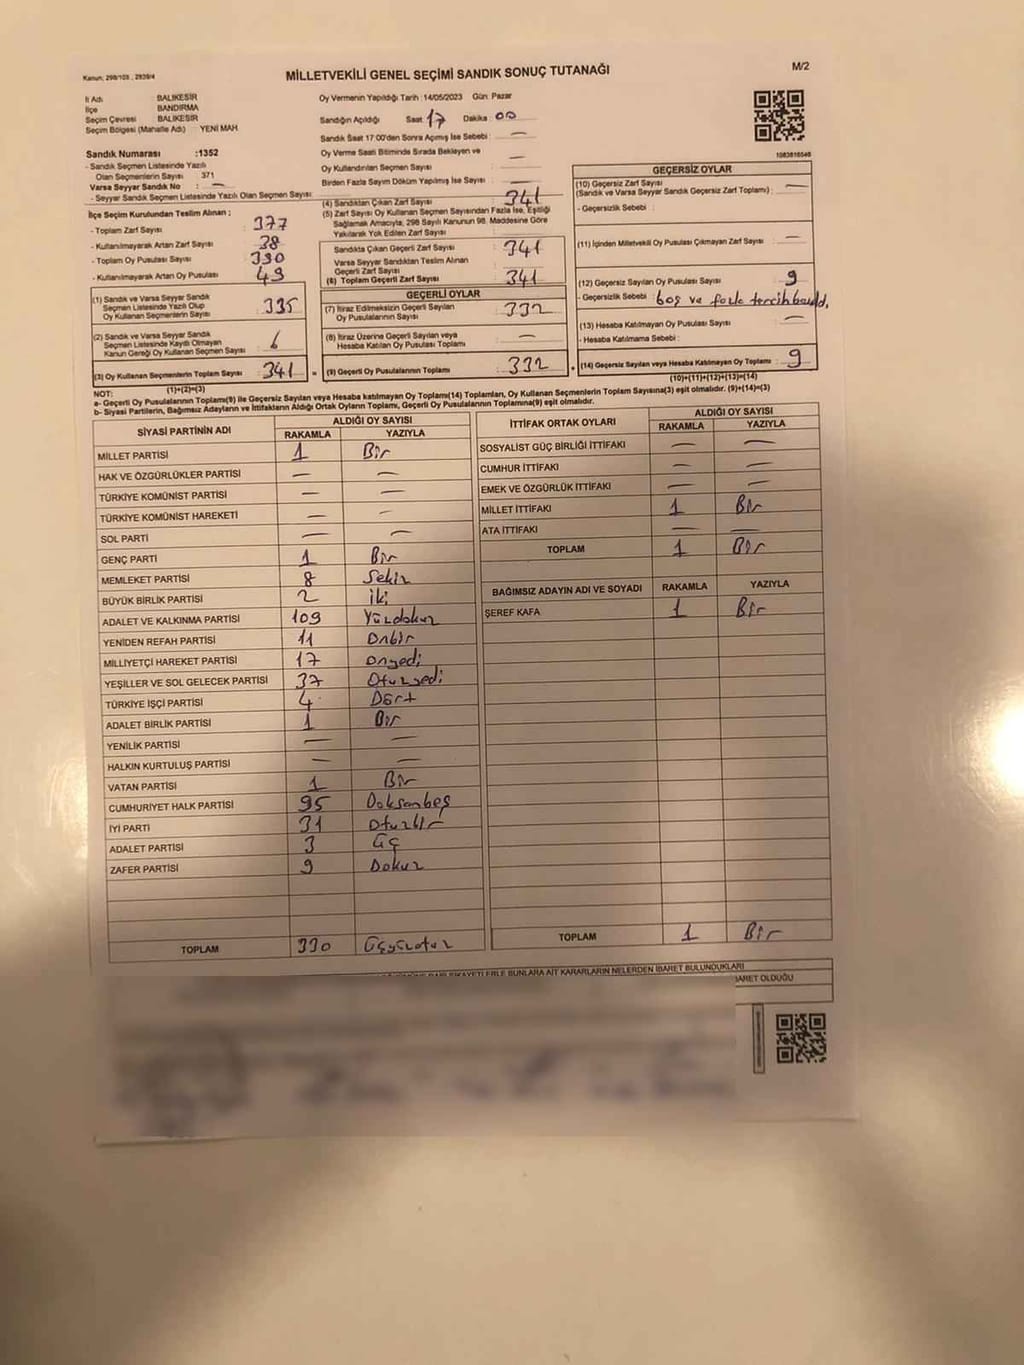 Kanun: 298/105 , 2839/4
MİLLETVEKİLİ GENEL SEÇİMİ SANDIK SONUÇ TUTANAĞI
M/2
İl Adı BALIKESİR
İlçe BANDIRMA
Seçim Çevresi BALIKESİR
Seçim Bölgesi (Mahalle Adı) YENİ MAH
Oy Vermenin Yapıldığı Tarih :14/05/2023 Gün: Pazar
Sandığın Açıldığı Saat 17 Dakika 00
Sandık Saat 17:00'den Sonra Açılmış İse Sebebi : —
Oy Verme Saati Bitiminde Sırada Bekleyen ve
Oy Kullandırılan Seçmen Sayısı —
Birden Fazla Sayım Döküm Yapılmış İse Sayısı : —
Sandık Numarası :1352
- Sandık Seçmen Listesinde Yazılı
Olan Seçmenlerin Sayısı 371
Varsa Seyyar Sandık No : —
- Seyyar Sandık Seçmen Listesinde Yazılı Olan Seçmen Sayısı:
İlçe Seçim Kurulundan Teslim Alınan ;
- Toplam Zarf Sayısı : 377
- Kullanılmayarak Artan Zarf Sayısı : 38
- Toplam Oy Pusulası Sayısı
- Kullanılmayarak Artan Oy Pusulası : 49
(1) Sandık ve Varsa Seyyar Sandık
Seçmen Listesinde Yazılı Olup
Oy Kullanan Seçmenlerin Sayısı : 335
(2) Sandık ve Varsa Seyyar Sandık
Seçmen Listesinde Kayıtlı Olmayan
Kanun Gereği Oy Kullanan Seçmen Sayısı : 6
(3) Oy Kullanan Seçmenlerin Toplam Sayısı : 341
(1)+(2)=(3)
(4) Sandıktan Çıkan Zarf Sayısı : 341
(5) Zarf Sayısı Oy Kullanan Seçmen Sayısından Fazla İse, Eşitliği
Sağlamak Amacıyla; 298 Sayılı Kanunun 98. Maddesine Göre
Yakılarak Yok Edilen Zarf Sayısı :
Sandıkta Çıkan Geçerli Zarf Sayısı : 341
Varsa Seyyar Sandıktan Teslim Alınan
Geçerli Zarf Sayısı
(6) Toplam Geçerli Zarf Sayısı : 341
GEÇERLİ OYLAR
(7) İtiraz Edilmeksizin Geçerli Sayılan
Oy Pusulalarının Sayısı : 332
(8) İtiraz Üzerine Geçerli Sayılan veya
Hesaba Katılan Oy Pusulası Toplamı : —
= (9) Geçerli Oy Pusulalarının Toplamı : 332
1083816546
GEÇERSİZ OYLAR
(10) Geçersiz Zarf Sayısı
(Sandık ve Varsa Seyyar Sandık Geçersiz Zarf Toplamı) : —
- Geçersizlik Sebebi :
(11) İçinden Milletvekili Oy Pusulası Çıkmayan Zarf Sayısı : —
(12) Geçersiz Sayılan Oy Pusulası Sayısı : 9
- Geçersizlik Sebebi : boş ve fazla tercih
(13) Hesaba Katılmayan Oy Pusulası Sayısı : —
- Hesaba Katılmama Sebebi :
+ (14) Geçersiz Sayılan veya Hesaba Katılmayan Oy Toplamı : 9
(10)+(11)+(12)+(13)=(14)
NOT:
a- Geçerli Oy Pusulalarının Toplamı(9) ile Geçersiz Sayılan veya Hesaba katılmayan Oy Toplamı(14) Toplamları, Oy Kullanan Seçmenlerin Toplam Sayısına(3) eşit olmalıdır. (9)+(14)=(3)
b- Siyasi Partilerin, Bağımsız Adayların ve İttifakların Aldığı Ortak Oyların Toplamı, Geçerli Oy Pusulalarının Toplamına(9) eşit olmalıdır.
SİYASİ PARTİNİN ADI ALDIĞI OY SAYISI
RAKAMLA YAZIYLA
MİLLET PARTİSİ 1 Bir
HAK VE ÖZGÜRLÜKLER PARTİSİ — —
TÜRKİYE KOMÜNİST PARTİSİ — —
TÜRKİYE KOMÜNİST HAREKETİ — —
SOL PARTİ — —
GENÇ PARTİ 1 Bir
MEMLEKET PARTİSİ 8 Sekiz
BÜYÜK BİRLİK PARTİSİ 2 iki
ADALET VE KALKINMA PARTİSİ 109 Yüzdokuz
YENİDEN REFAH PARTİSİ 11 Onbir
MİLLİYETÇİ HAREKET PARTİSİ 17 Onyedi
YEŞİLLER VE SOL GELECEK PARTİSİ 37 Otuzyedi
TÜRKİYE İŞÇİ PARTİSİ 4 Dört
ADALET BİRLİK PARTİSİ 1 Bir
YENİLİK PARTİSİ — —
HALKIN KURTULUŞ PARTİSİ — —
VATAN PARTİSİ 1 Bir
CUMHURİYET HALK PARTİSİ 95 Doksanbeş
İYİ PARTİ 31 Otuzbir
ADALET PARTİSİ 3 Üç
ZAFER PARTİSİ 9 Dokuz
TOPLAM 330 Üçyüzotuz
İTTİFAK ORTAK OYLARI ALDIĞI OY SAYISI
RAKAMLA YAZIYLA
SOSYALİST GÜÇ BİRLİĞİ İTTİFAKI — —
CUMHUR İTTİFAKI — —
EMEK VE ÖZGÜRLÜK İTTİFAKI — —
MİLLET İTTİFAKI 1 Bir
ATA İTTİFAKI — —
TOPLAM 1 Bir
BAĞIMSIZ ADAYIN ADI VE SOYADI RAKAMLA YAZIYLA
ŞEREF KAFA 1 Bir
TOPLAM 1 Bir
BUNLARA AİT KARARLARIN NELERDEN İBARET BULUNDUKLARI
OLDUĞU